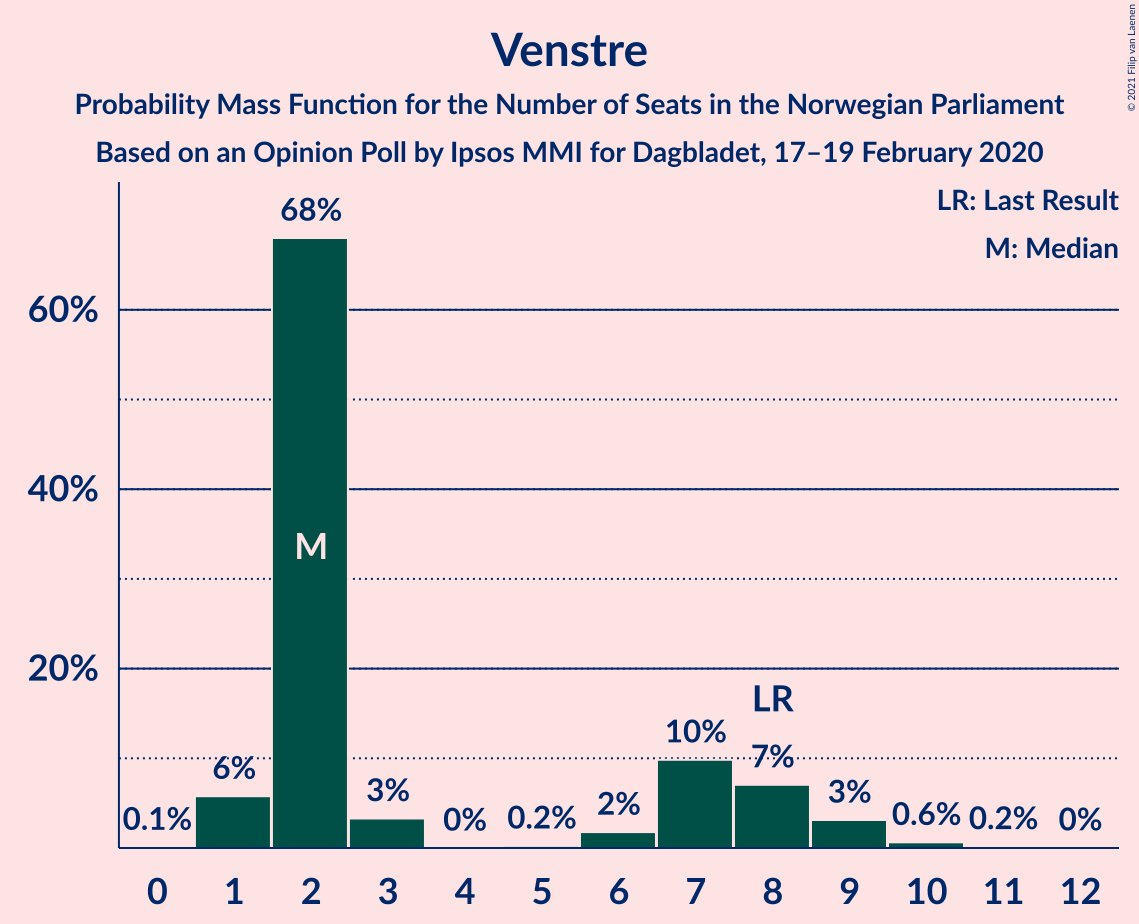 Venstre
Probability Mass Function for the Number of Seats in the Norwegian Parliament
Based on an Opinion Poll by Ipsos MMI for Dagbladet, 17–19 February 2020
© 2021 Filip van Laenen
LR: Last Result
M: Median
60%
40%
20%
0.1%
6%
68%
M
3%
0%
0.2%
2%
10%
LR
7%
3%
0.6%
0.2%
0%
0 1 2 3 4 5 6 7 8 9 10 11 12